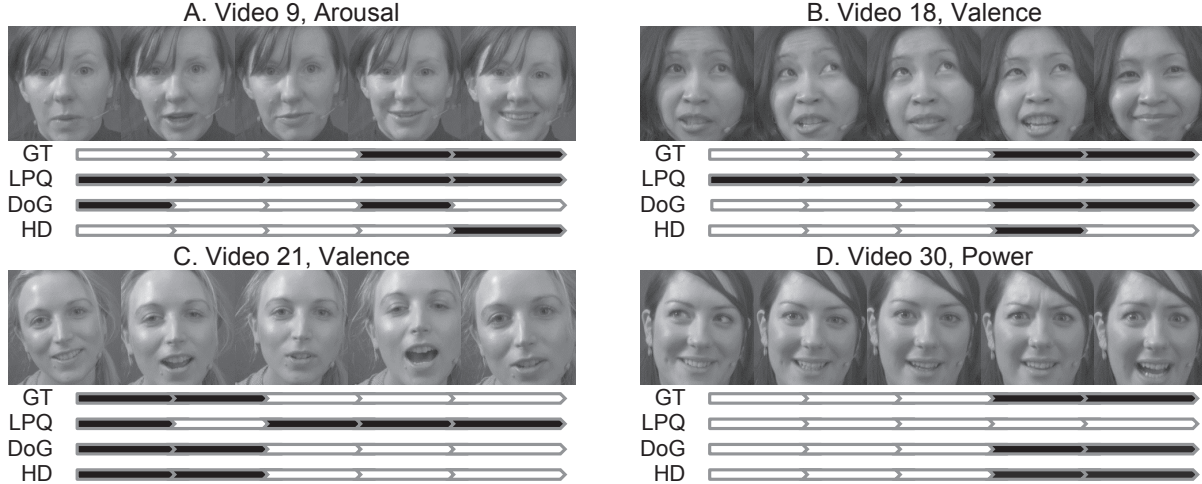 A. Video 9, Arousal
GT
LPQ
DoG
HD
B. Video 18, Valence
GT
LPQ
DoG
HD
C. Video 21, Valence
GT
LPQ
DoG
HD
D. Video 30, Power
GT
LPQ
DoG
HD